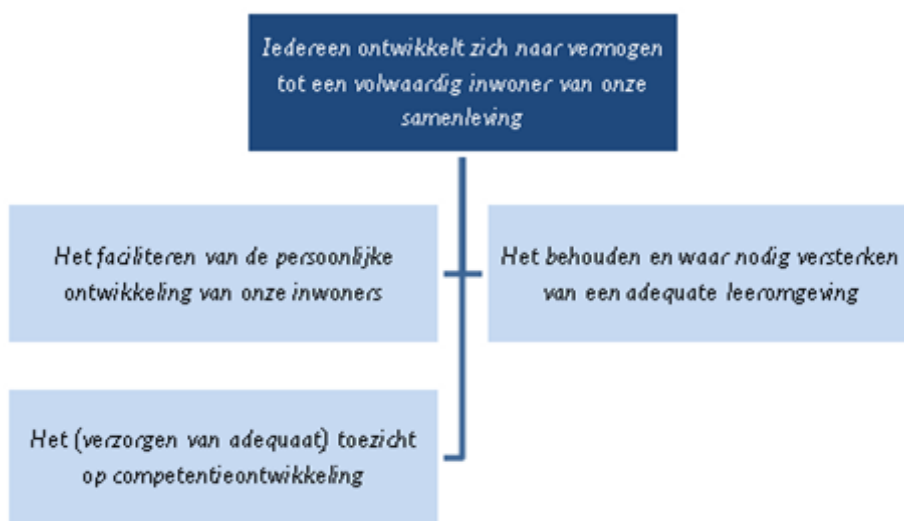 Iedereen ontwikkelt zich naar vermogen
tot een volwaardig inwoner van onze
samenleving
Het faciliteren van de persoonlijke
ontwikkeling van onze inwoners
Het behouden en waar nodig versterken
van een adequate leeromgeving
Het (verzorgen van adequaat) toezicht
op competentieontwikkeling